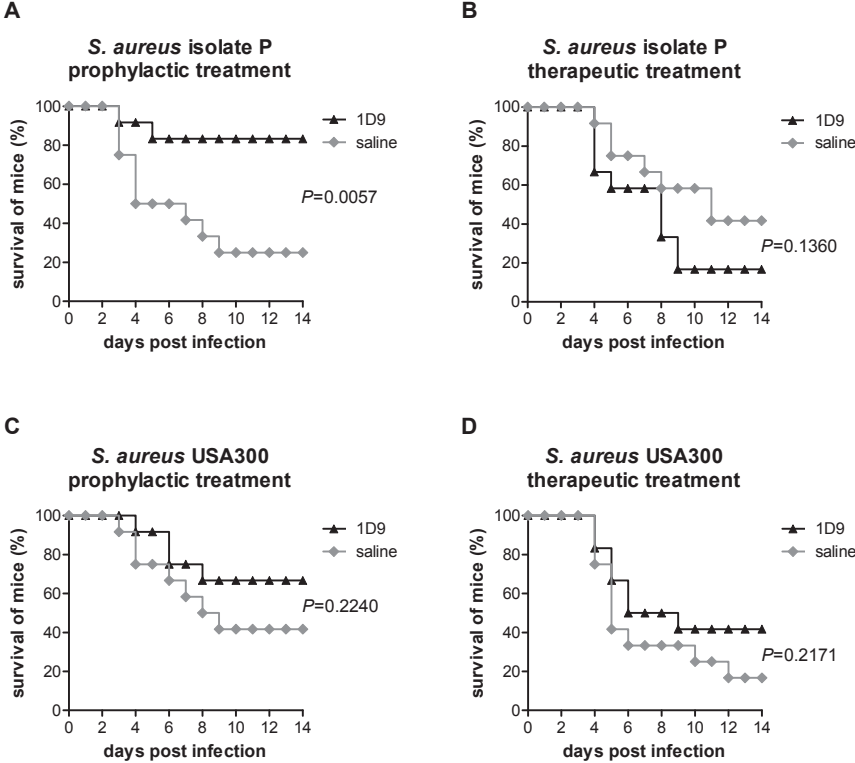 A
S. aureus isolate P
prophylactic treatment
survival of mice (%)
100
80
60
40
20
0
0 2 4 6 8 10 12 14
days post infection
1D9
saline
P=0.0057
B
S. aureus isolate P
therapeutic treatment
survival of mice (%)
100
80
60
40
20
0
0 2 4 6 8 10 12 14
days post infection
1D9
saline
P=0.1360
C
S. aureus USA300
prophylactic treatment
survival of mice (%)
100
80
60
40
20
0
0 2 4 6 8 10 12 14
days post infection
1D9
saline
P=0.2240
D
S. aureus USA300
therapeutic treatment
survival of mice (%)
100
80
60
40
20
0
0 2 4 6 8 10 12 14
days post infection
1D9
saline
P=0.2171